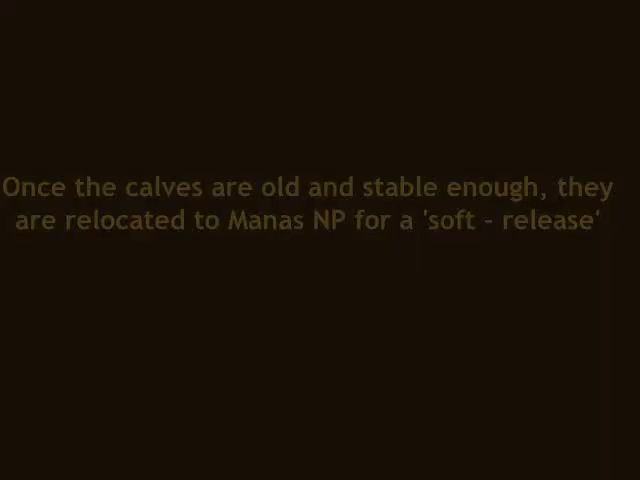 Once the calves are old and stable enough, they
are relocated to Manas NP for a 'soft - release'